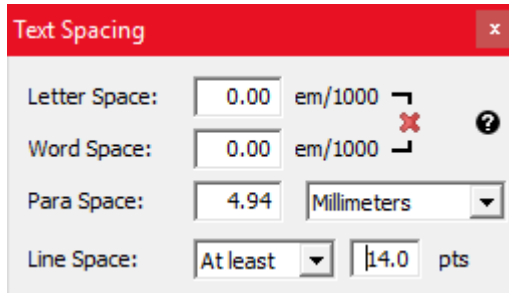 Text Spacing x
Letter Space: 0.00 em/1000
?
Word Space: 0.00 em/1000
Para Space: 4.94 Millimeters
Line Space: At least 14.0 pts